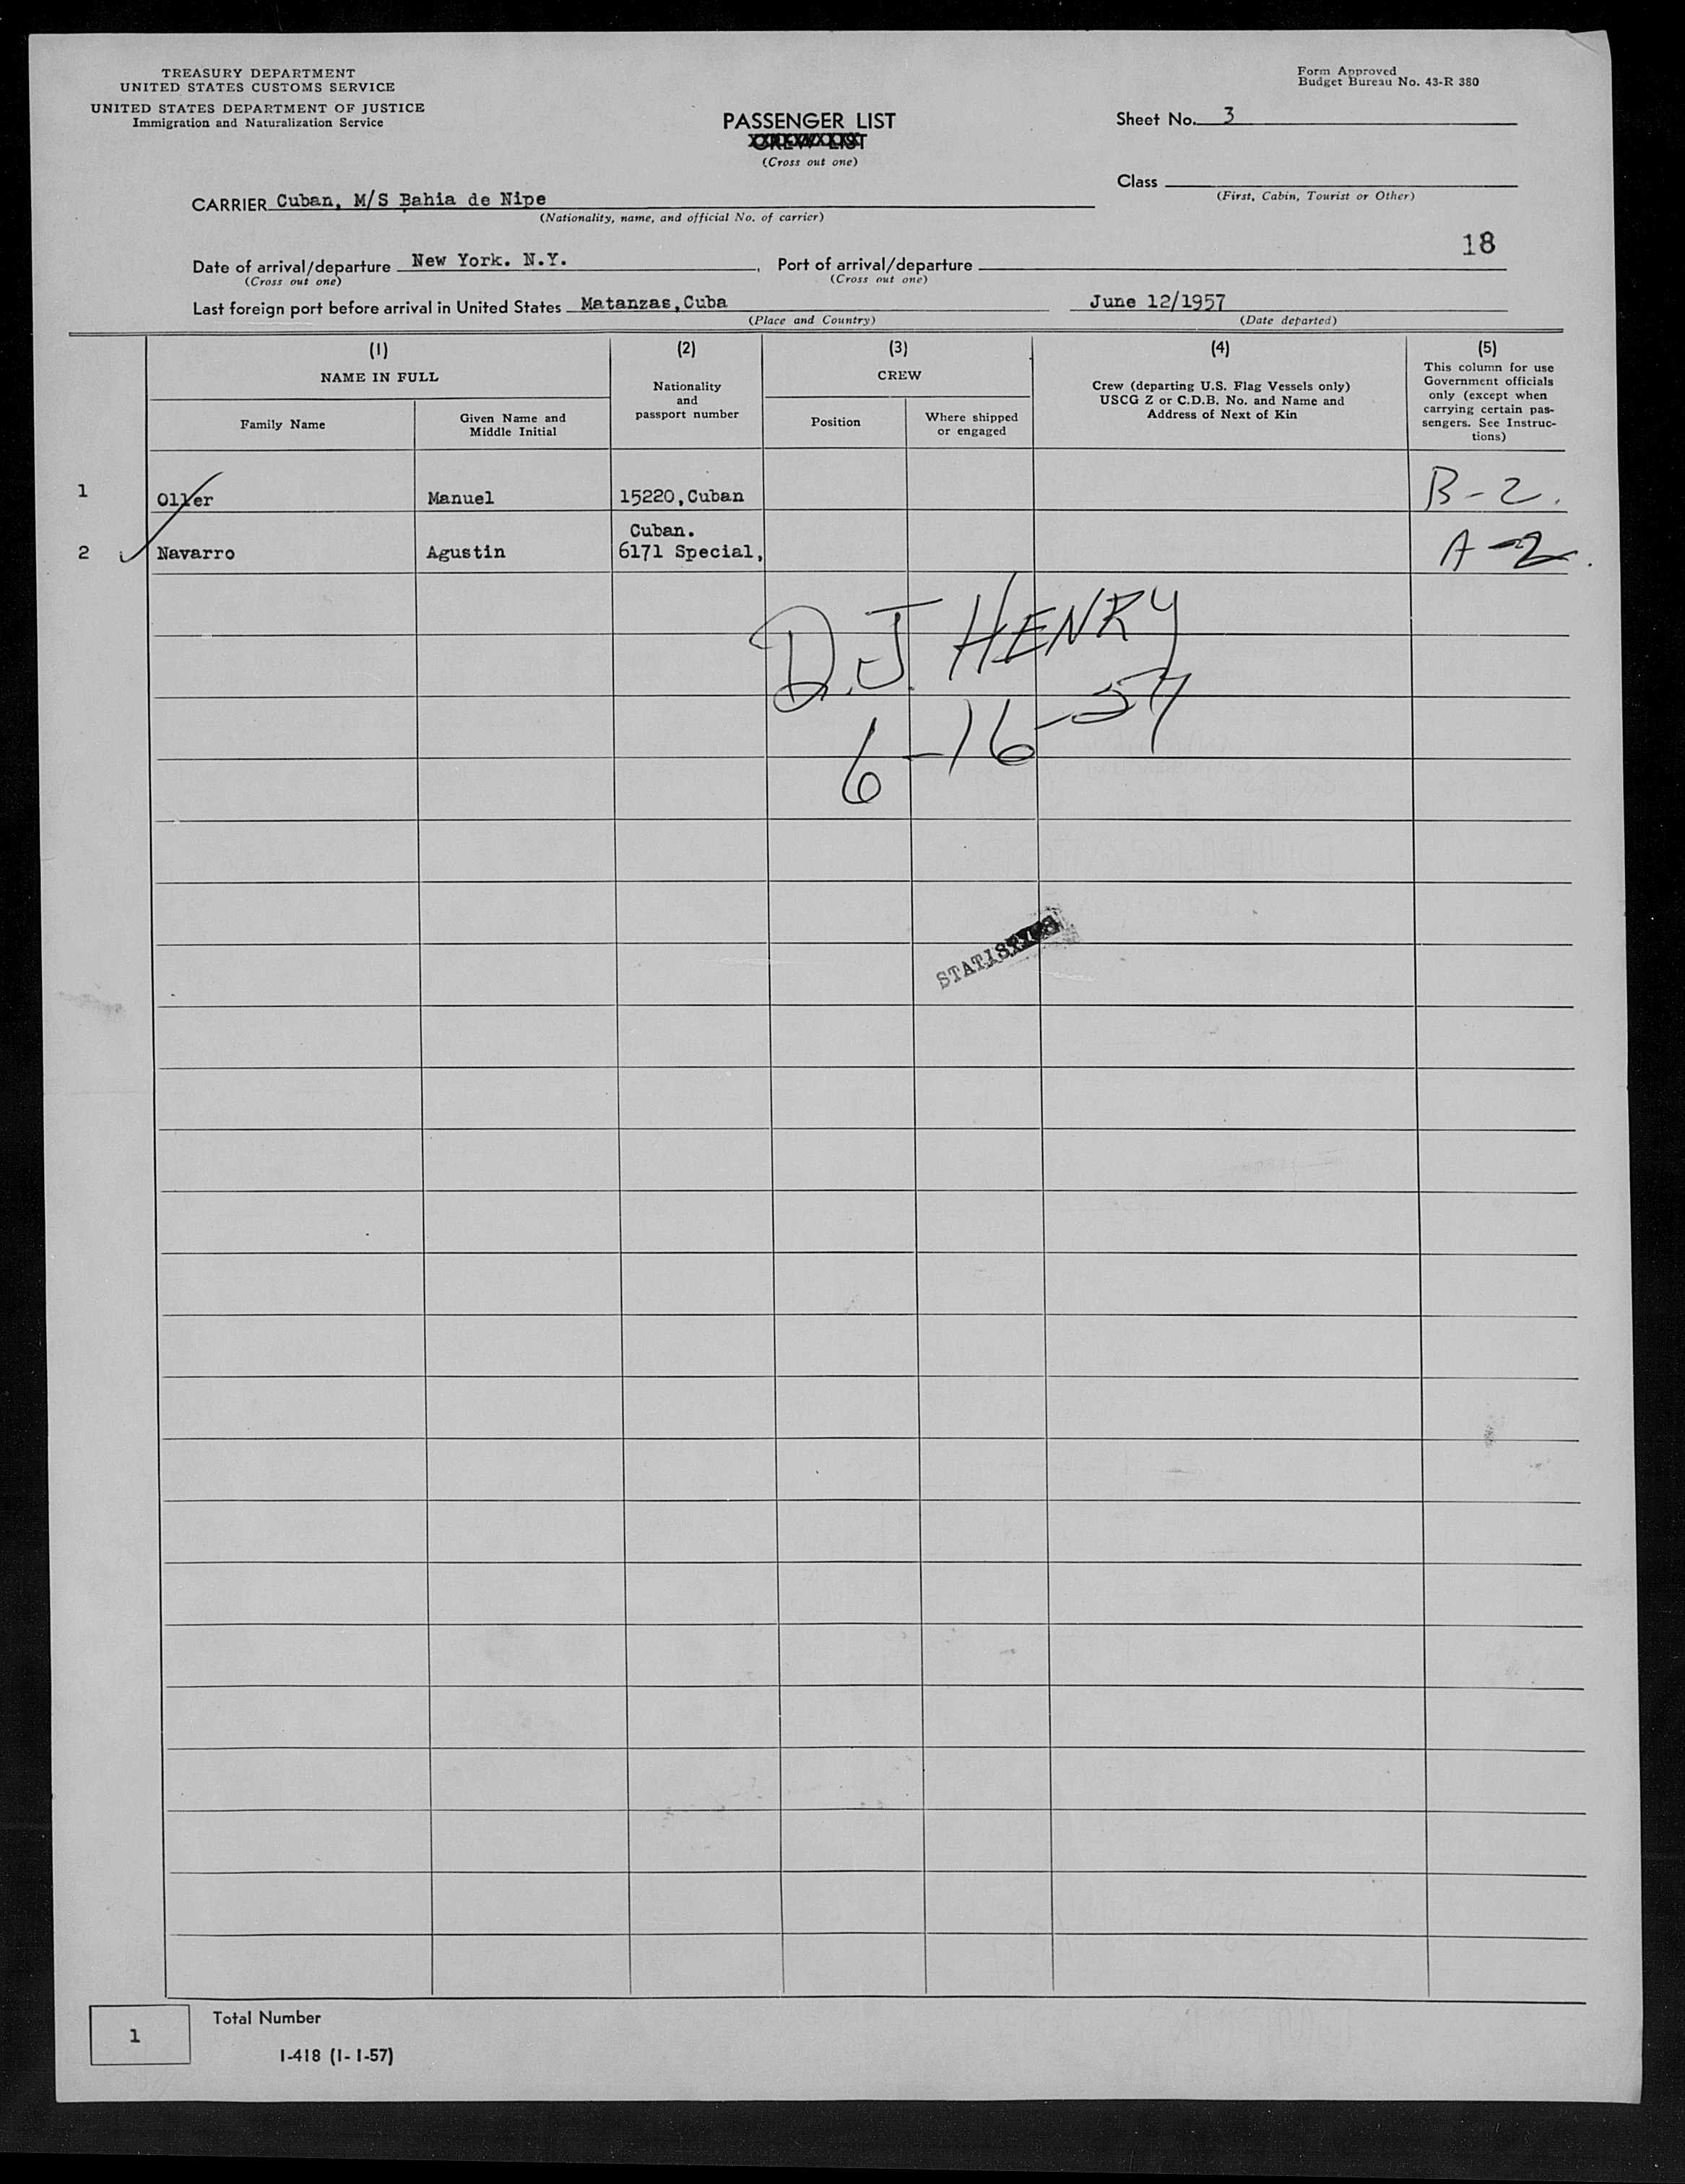 TREASURY DEPARTMENT
UNITED STATES CUSTOMS SERVICE
UNITED STATES DEPARTMENT OF JUSTICE
Immigration and Naturalization Service
Form Approved
Budget Bureau No. 43-R 380
PASSENGER LIST
CREW LIST
(Cross out one)
Sheet No. 3
Class
(First, Cabin, Tourist or Other)
CARRIER Cuban, M/S Bahia de Nipe
(Nationality, name, and official No. of carrier)
18
Date of arrival/departure New York. N.Y. , Port of arrival/departure
(Cross out one) (Cross out one)
Last foreign port before arrival in United States Matanzas,Cuba June 12/1957
(Place and Country) (Date departed)
(1) (2) (3) (4) (5)
NAME IN FULL
Family Name
Given Name and
Middle Initial
Nationality
and
passport number
CREW
Position
Where shipped
or engaged
Crew (departing U.S. Flag Vessels only)
USCG Z or C.D.B. No. and Name and
Address of Next of Kin
This column for use
Government officials
only (except when
carrying certain pas-
sengers. See Instruc-
tions)
1 Oller Manuel 15220,Cuban B-2.
Cuban.
2 Navarro Agustin 6171 Special, A-2.
D.J. HENRY
6-16-57
STATISTICS
1 Total Number
I-418 (1-1-57)